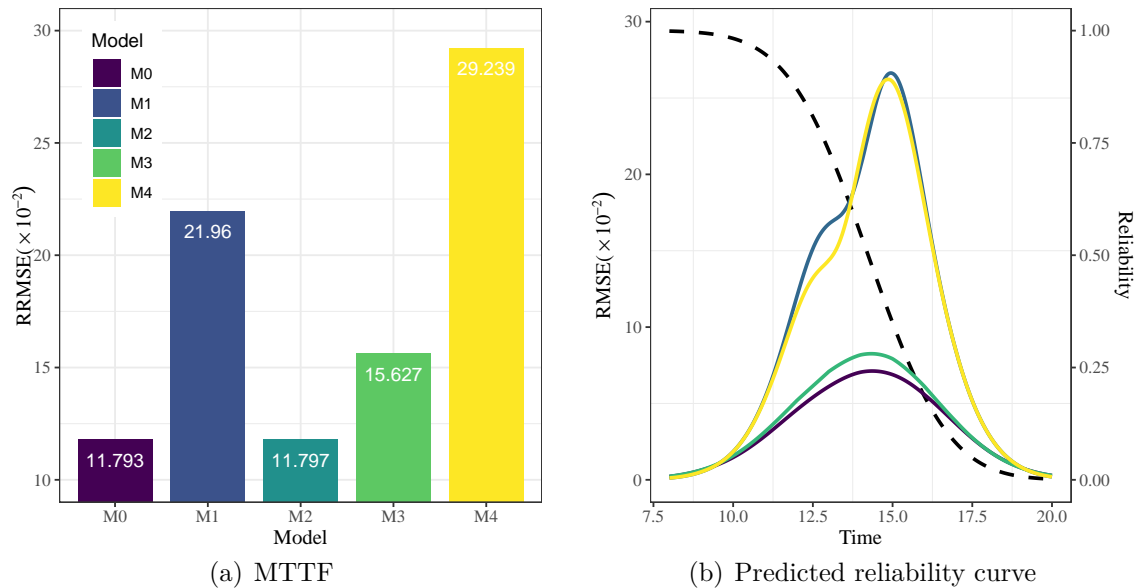 30
25
20
15
10
RRMSE(×10⁻²)
Model
M0
M1
M2
M3
M4
11.793
21.96
11.797
15.627
29.239
M0 M1 M2 M3 M4
Model
(a) MTTF
30
20
10
0
RMSE(×10⁻²)
1.00
0.75
0.50
0.25
0.00
Reliability
7.5 10.0 12.5 15.0 17.5 20.0
Time
(b) Predicted reliability curve